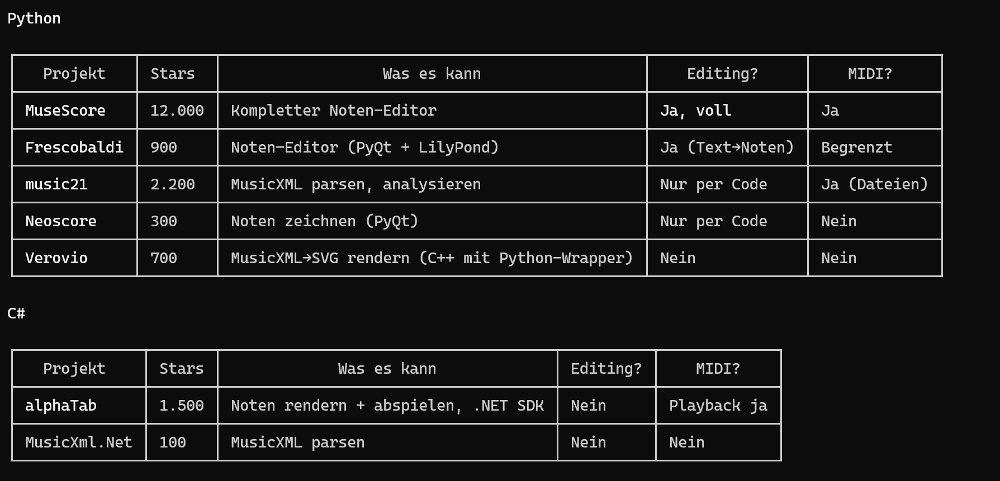 Python
Projekt Stars Was es kann Editing? MIDI?
MuseScore 12.000 Kompletter Noten-Editor Ja, voll Ja
Frescobaldi 900 Noten-Editor (PyQt + LilyPond) Ja (Text→Noten) Begrenzt
music21 2.200 MusicXML parsen, analysieren Nur per Code Ja (Dateien)
Neoscore 300 Noten zeichnen (PyQt) Nur per Code Nein
Verovio 700 MusicXML→SVG rendern (C++ mit Python-Wrapper) Nein Nein
C#
Projekt Stars Was es kann Editing? MIDI?
alphaTab 1.500 Noten rendern + abspielen, .NET SDK Nein Playback ja
MusicXml.Net 100 MusicXML parsen Nein Nein